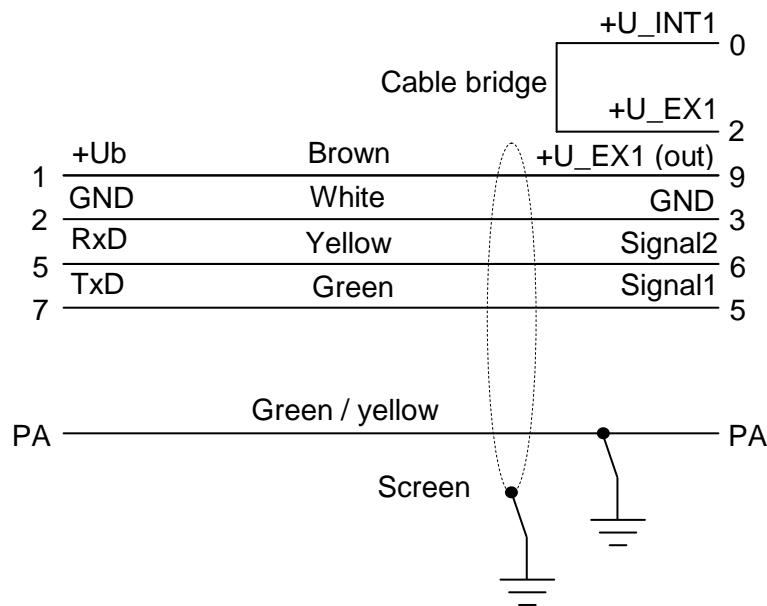 +U_INT1
0
Cable bridge
+U_EX1
2
+Ub Brown +U_EX1 (out)
1 9
GND White GND
2 3
RxD Yellow Signal2
5 6
TxD Green Signal1
7 5
Green / yellow
PA PA
Screen